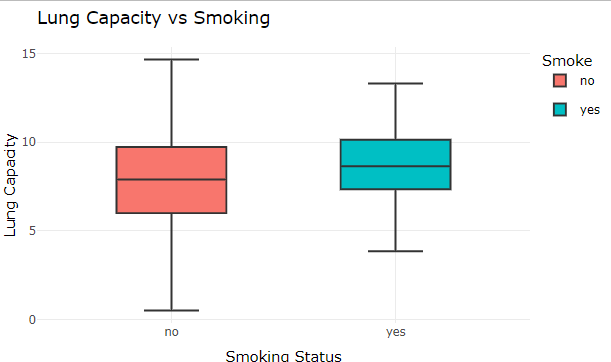 Lung Capacity vs Smoking
15
10
5
0
Lung Capacity
no
yes
Smoking Status
Smoke
no
yes